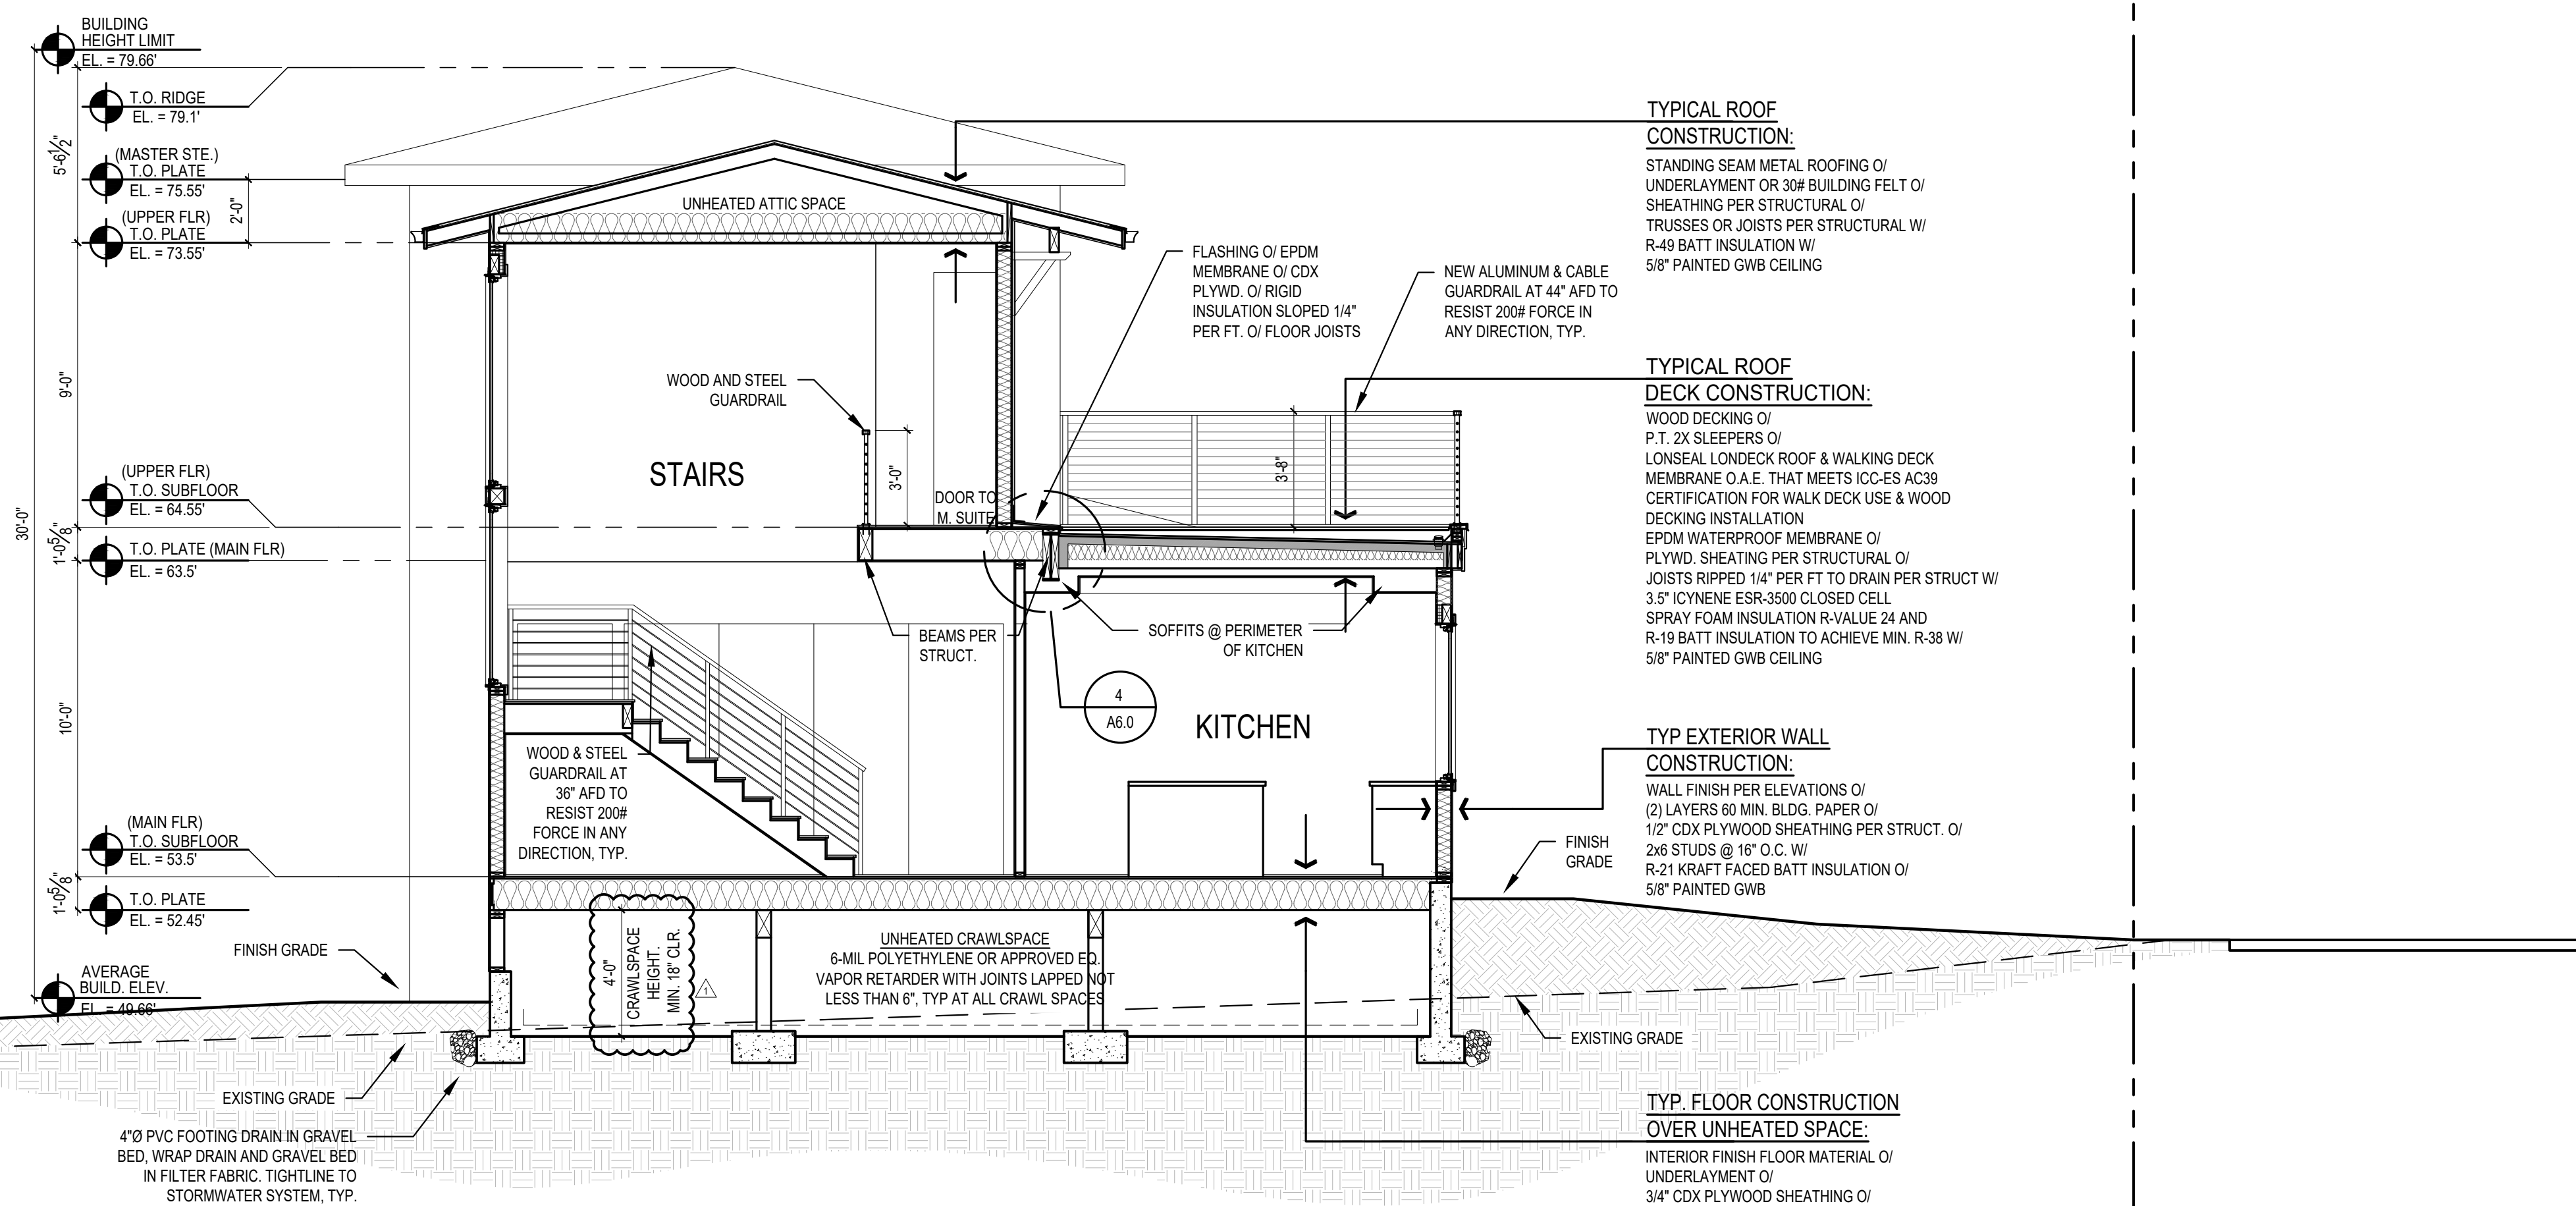 BUILDING
HEIGHT LIMIT
EL. = 79.66'
T.O. RIDGE
EL. = 79.1'
(MASTER STE.)
T.O. PLATE
EL. = 75.55'
(UPPER FLR)
T.O. PLATE
EL. = 73.55'
(UPPER FLR)
T.O. SUBFLOOR
EL. = 64.55'
T.O. PLATE (MAIN FLR)
EL. = 63.5'
(MAIN FLR)
T.O. SUBFLOOR
EL. = 53.5'
T.O. PLATE
EL. = 52.45'
AVERAGE
BUILD. ELEV.
EL. = 49.66'
30'-0"
5'-6 1/2"
2'-0"
9'-0"
1'-0 5/8"
10'-0"
1'-0 5/8"
FINISH GRADE
EXISTING GRADE
4"Ø PVC FOOTING DRAIN IN GRAVEL
BED, WRAP DRAIN AND GRAVEL BED
IN FILTER FABRIC. TIGHTLINE TO
STORMWATER SYSTEM, TYP.
UNHEATED ATTIC SPACE
WOOD AND STEEL
GUARDRAIL
STAIRS
3'-0"
DOOR TO
M. SUITE
FLASHING O/ EPDM
MEMBRANE O/ CDX
PLYWD. O/ RIGID
INSULATION SLOPED 1/4"
PER FT. O/ FLOOR JOISTS
NEW ALUMINUM & CABLE
GUARDRAIL AT 44" AFD TO
RESIST 200# FORCE IN
ANY DIRECTION, TYP.
3'-8"
BEAMS PER
STRUCT.
SOFFITS @ PERIMETER
OF KITCHEN
4
A6.0
KITCHEN
WOOD & STEEL
GUARDRAIL AT
36" AFD TO
RESIST 200#
FORCE IN ANY
DIRECTION, TYP.
4'-0"
CRAWLSPACE
HEIGHT.
MIN. 18" CLR.
1
UNHEATED CRAWLSPACE
6-MIL POLYETHYLENE OR APPROVED EQ.
VAPOR RETARDER WITH JOINTS LAPPED NOT
LESS THAN 6", TYP AT ALL CRAWL SPACES
FINISH
GRADE
EXISTING GRADE
TYPICAL ROOF
CONSTRUCTION:
STANDING SEAM METAL ROOFING O/
UNDERLAYMENT OR 30# BUILDING FELT O/
SHEATHING PER STRUCTURAL O/
TRUSSES OR JOISTS PER STRUCTURAL W/
R-49 BATT INSULATION W/
5/8" PAINTED GWB CEILING
TYPICAL ROOF
DECK CONSTRUCTION:
WOOD DECKING O/
P.T. 2X SLEEPERS O/
LONSEAL LONDECK ROOF & WALKING DECK
MEMBRANE O.A.E. THAT MEETS ICC-ES AC39
CERTIFICATION FOR WALK DECK USE & WOOD
DECKING INSTALLATION
EPDM WATERPROOF MEMBRANE O/
PLYWD. SHEATING PER STRUCTURAL O/
JOISTS RIPPED 1/4" PER FT TO DRAIN PER STRUCT W/
3.5" ICYNENE ESR-3500 CLOSED CELL
SPRAY FOAM INSULATION R-VALUE 24 AND
R-19 BATT INSULATION TO ACHIEVE MIN. R-38 W/
5/8" PAINTED GWB CEILING
TYP EXTERIOR WALL
CONSTRUCTION:
WALL FINISH PER ELEVATIONS O/
(2) LAYERS 60 MIN. BLDG. PAPER O/
1/2" CDX PLYWOOD SHEATHING PER STRUCT. O/
2x6 STUDS @ 16" O.C. W/
R-21 KRAFT FACED BATT INSULATION O/
5/8" PAINTED GWB
TYP. FLOOR CONSTRUCTION
OVER UNHEATED SPACE:
INTERIOR FINISH FLOOR MATERIAL O/
UNDERLAYMENT O/
3/4" CDX PLYWOOD SHEATHING O/